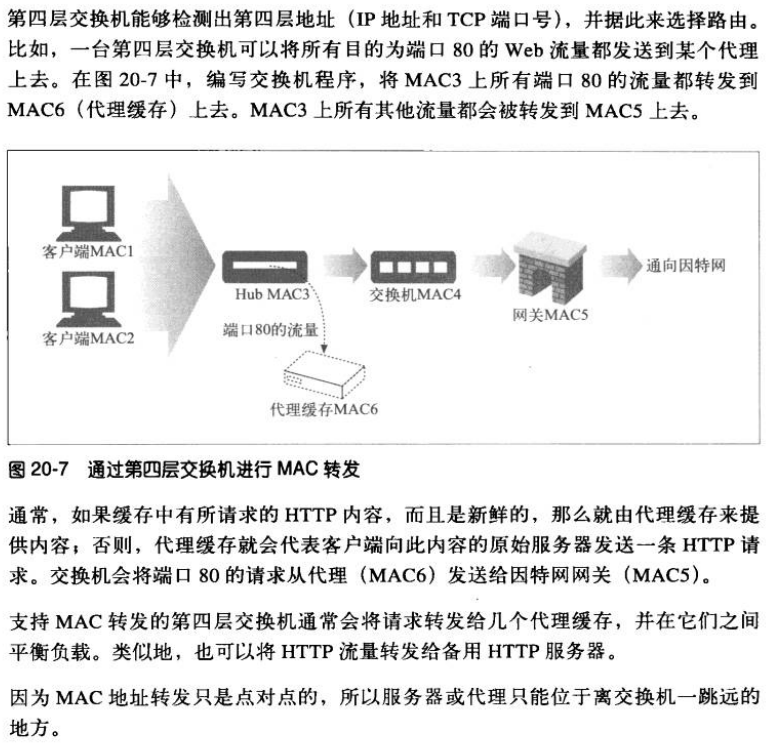 第四层交换机能够检测出第四层地址（IP 地址和 TCP 端口号），并据此来选择路由。
比如，一台第四层交换机可以将所有目的为端口 80 的 Web 流量都发送到某个代理
上去。在图 20-7 中，编写交换机程序，将 MAC3 上所有端口 80 的流量都转发到
MAC6（代理缓存）上去。MAC3 上所有其他流量都会被转发到 MAC5 上去。
客户端MAC1
客户端MAC2
Hub MAC3
交换机MAC4
网关MAC5
通向因特网
端口80的流量
代理缓存MAC6
图 20-7 通过第四层交换机进行 MAC 转发
通常，如果缓存中有所请求的 HTTP 内容，而且是新鲜的，那么就由代理缓存来提
供内容；否则，代理缓存就会代表客户端向此内容的原始服务器发送一条 HTTP 请
求。交换机会将端口 80 的请求从代理（MAC6）发送给因特网网关（MAC5）。
支持 MAC 转发的第四层交换机通常会将请求转发给几个代理缓存，并在它们之间
平衡负载。类似地，也可以将 HTTP 流量转发给备用 HTTP 服务器。
因为 MAC 地址转发只是点对点的，所以服务器或代理只能位于离交换机一跳远的
地方。